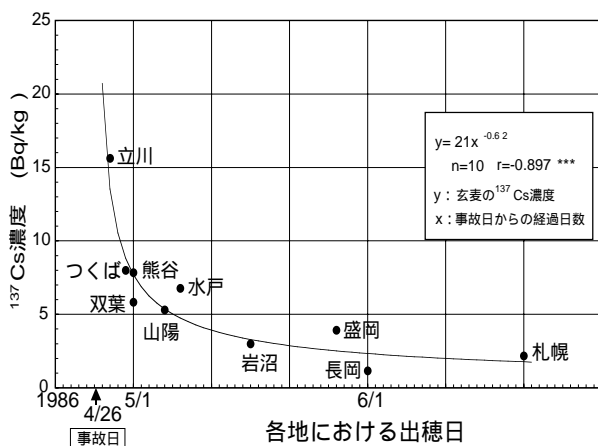 25
20
15
10
5
0
¹³⁷Cs濃度 (Bq/kg)
立川
つくば
熊谷
双葉
水戸
山陽
岩沼
盛岡
長岡
札幌
y= 21x ⁻⁰·⁶ ²
n=10 r=-0.897 ***
y：玄麦の¹³⁷Cs濃度
x：事故日からの経過日数
1986 5/1 6/1
4/26
事故日
各地における出穂日